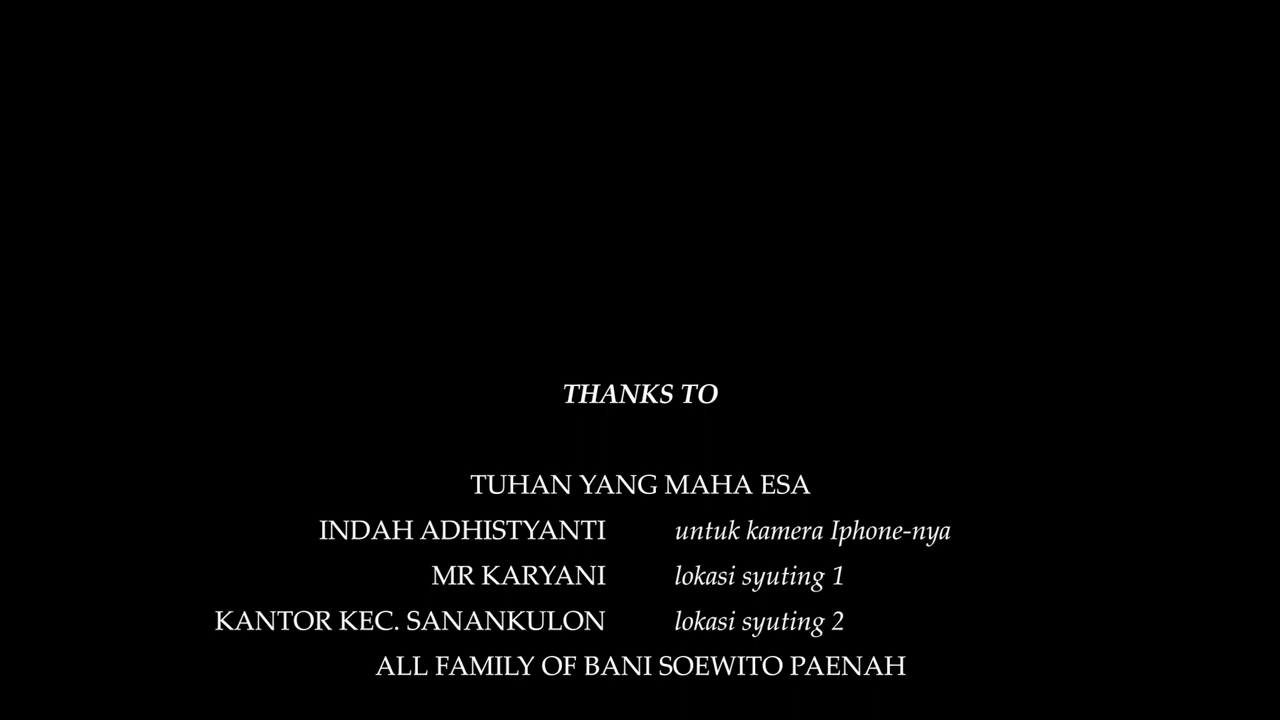 THANKS TO
TUHAN YANG MAHA ESA
INDAH ADHISTYANTI untuk kamera Iphone-nya
MR KARYANI lokasi syuting 1
KANTOR KEC. SANANKULON lokasi syuting 2
ALL FAMILY OF BANI SOEWITO PAENAH